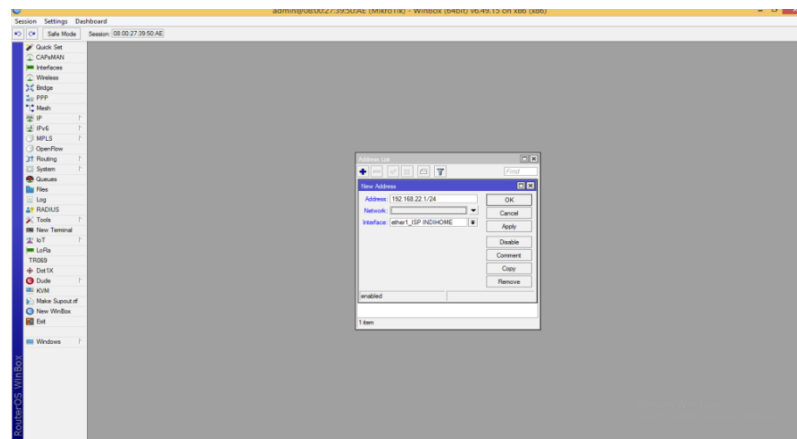 admin@08:00:27:39:50:AE (MikroTik) - WinBox (64bit) v6.49.15 on x86 (x86)
Session Settings Dashboard
Safe Mode Session: 08:00:27:39:50:AE
Quick Set
CAPsMAN
Interfaces
Wireless
Bridge
PPP
Mesh
IP
IPv6
MPLS
OpenFlow
Routing
System
Queues
Files
Log
RADIUS
Tools
New Terminal
IoT
LoRa
TR069
Dot1X
Dude
KVM
Make Supout.rif
New WinBox
Exit
Windows
RouterOS WinBox
Address List
Find
New Address
Address: 192.168.22.1/24
Network:
Interface: ether1_ISP INDIHOME
OK
Cancel
Apply
Disable
Comment
Copy
Remove
enabled
1 item